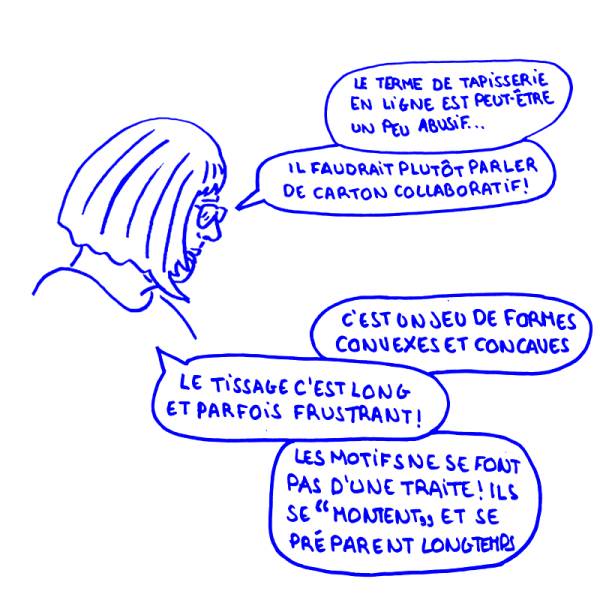 LE TERME DE TAPISSERIE
EN LIGNE EST PEUT-ÊTRE
UN PEU ABUSIF...
IL FAUDRAIT PLUTÔT PARLER
DE CARTON COLLABORATIF!
C'EST UN JEU DE FORMES
CONVEXES ET CONCAVES
LE TISSAGE C'EST LONG
ET PARFOIS FRUSTRANT!
LES MOTIFS NE SE FONT
PAS D'UNE TRAITE! ILS
SE “MONTENT„ ET SE
PRÉPARENT LONGTEMPS